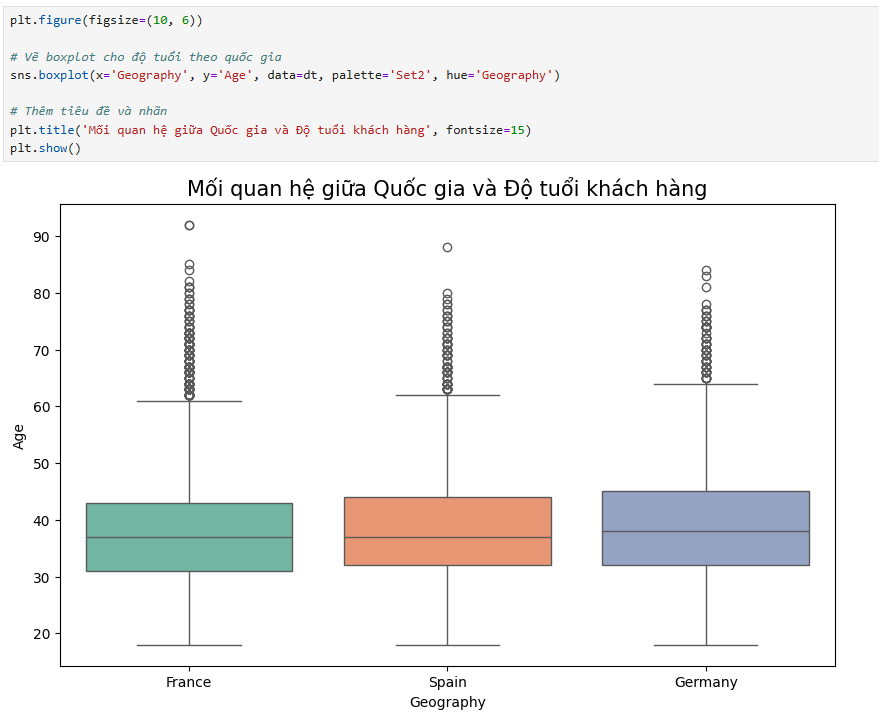 plt.figure(figsize=(10, 6))
# Vẽ boxplot cho độ tuổi theo quốc gia
sns.boxplot(x='Geography', y='Age', data=dt, palette='Set2', hue='Geography')
# Thêm tiêu đề và nhãn
plt.title('Mối quan hệ giữa Quốc gia và Độ tuổi khách hàng', fontsize=15)
plt.show()
Mối quan hệ giữa Quốc gia và Độ tuổi khách hàng
90
80
70
60
50
40
30
20
Age
France Spain Germany
Geography